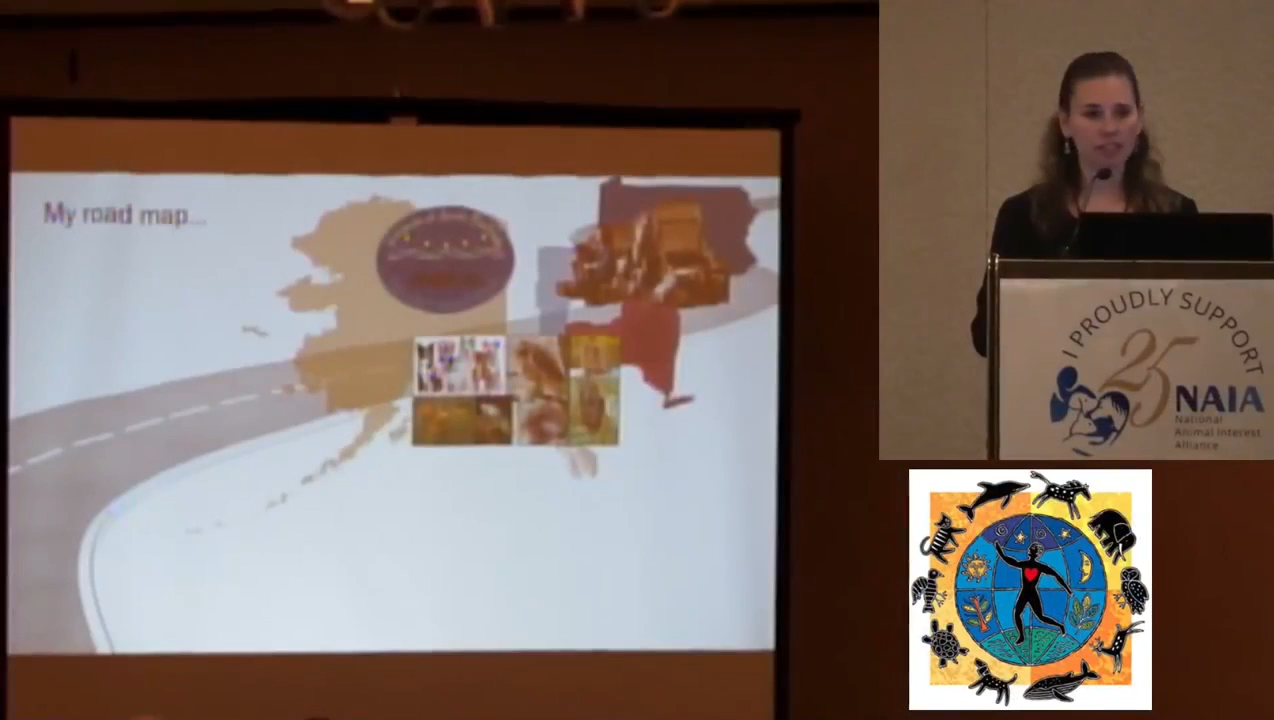 My road map...
I PROUDLY SUPPORT
25
NAIA
National
Animal Interest
Alliance